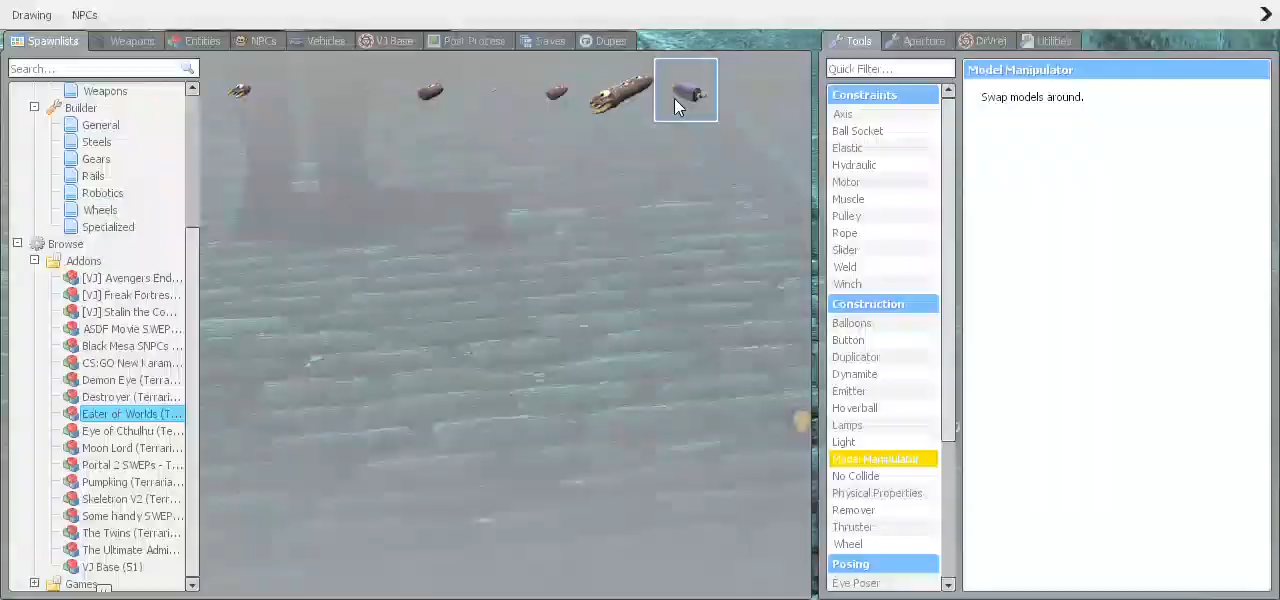 Drawing NPCs
Spawnlists Weapons Entities NPCs Vehicles VJ Base Post Process Saves Dupes
Tools Aperture DrVrej Utilities
Search...
Weapons
Builder
General
Steels
Gears
Rails
Robotics
Wheels
Specialized
Browse
Addons
[VJ] Avengers End...
[VJ] Freak Fortres...
[VJ] Stalin the Co...
ASDF Movie SWEP...
Black Mesa SNPCs ...
CS:GO New Karam...
Demon Eye (Terra...
Destroyer (Terrari...
Eater of Worlds (T...
Eye of Cthulhu (Te...
Moon Lord (Terrari...
Portal 2 SWEPs - T...
Pumpking (Terraria...
Skeletron V2 (Terr...
Some handy SWEP...
The Twins (Terrari...
The Ultimate Admi...
VJ Base (51)
Games
Quick Filter...
Constraints
Axis
Ball Socket
Elastic
Hydraulic
Motor
Muscle
Pulley
Rope
Slider
Weld
Winch
Construction
Balloons
Button
Duplicator
Dynamite
Emitter
Hoverball
Lamps
Light
Model Manipulator
No Collide
Physical Properties
Remover
Thruster
Wheel
Posing
Eye Poser
Model Manipulator
Swap models around.